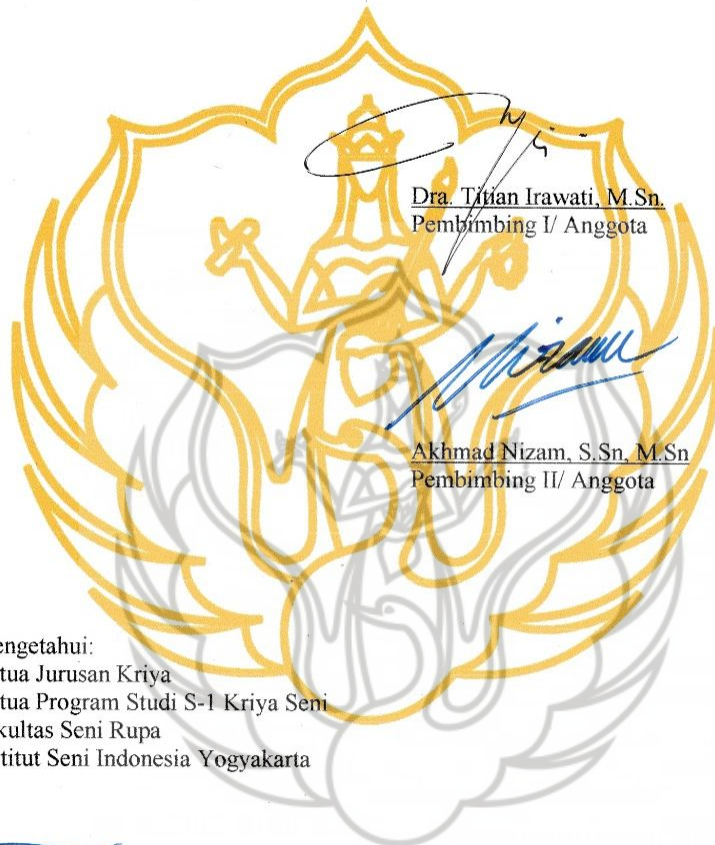 Dra. Titian Irawati, M.Sn.
Pembimbing I/ Anggota
Akhmad Nizam, S.Sn, M.Sn
Pembimbing II/ Anggota
engetahui:
tua Jurusan Kriya
tua Program Studi S-1 Kriya Seni
kultas Seni Rupa
titut Seni Indonesia Yogyakarta